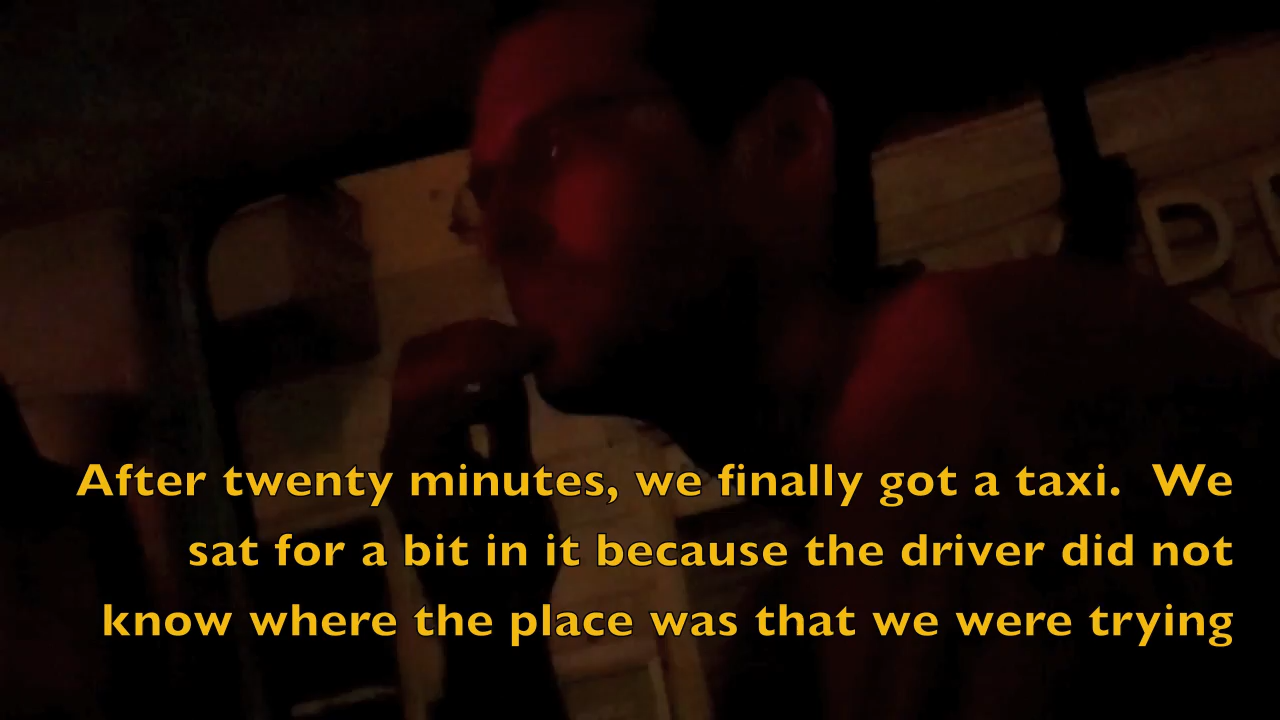 After twenty minutes, we finally got a taxi.  We
sat for a bit in it because the driver did not
know where the place was that we were trying